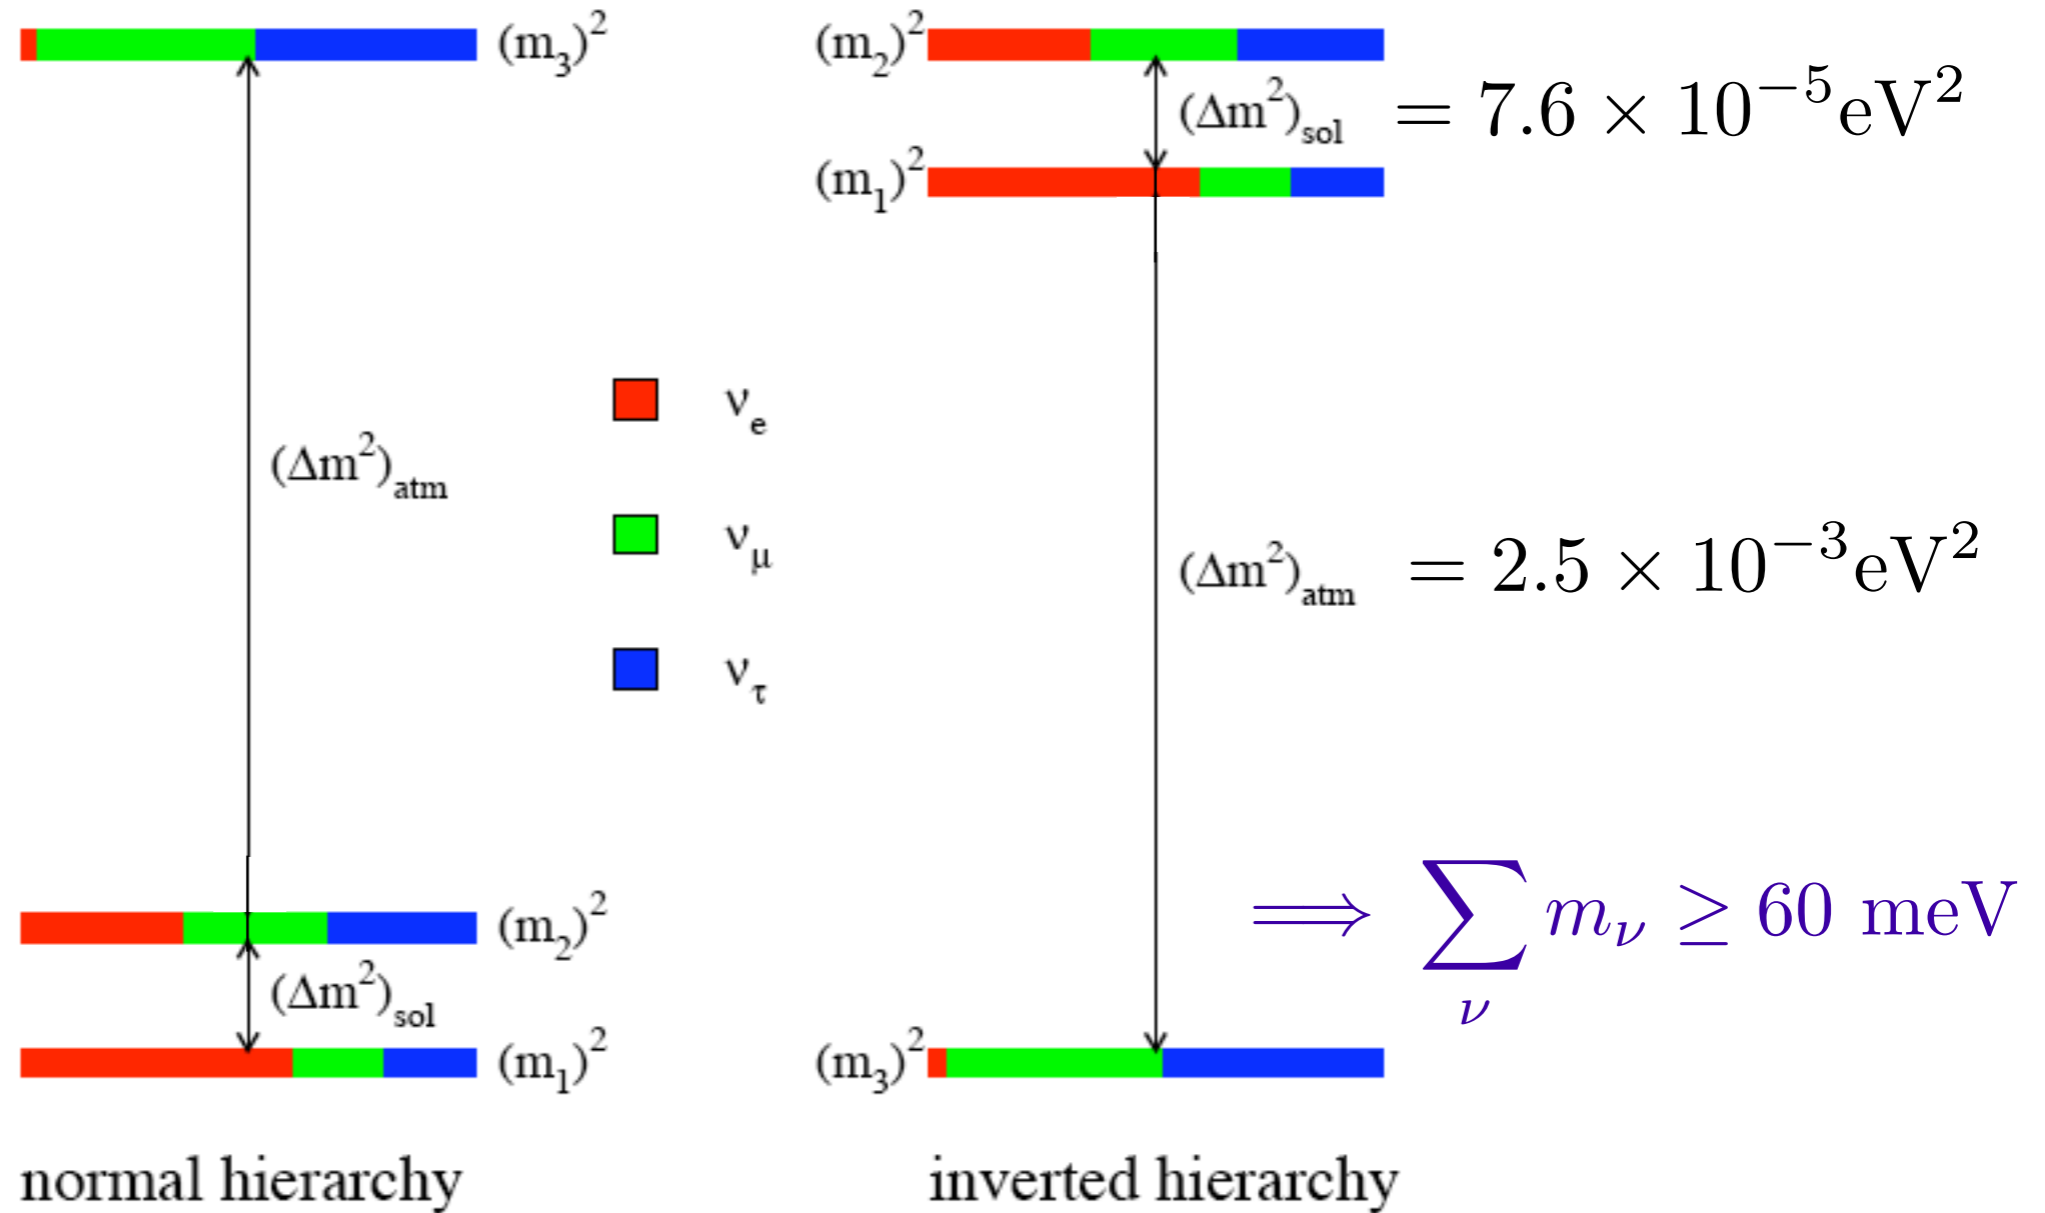 (m₃)²
(m₂)²
(Δm²)sol = 7.6 × 10⁻⁵eV²
(m₁)²
νe
(Δm²)atm
νμ
(Δm²)atm = 2.5 × 10⁻³eV²
ντ
(m₂)²
⟹ ∑ν mν ≥ 60 meV
(Δm²)sol
(m₁)²
(m₃)²
normal hierarchy
inverted hierarchy